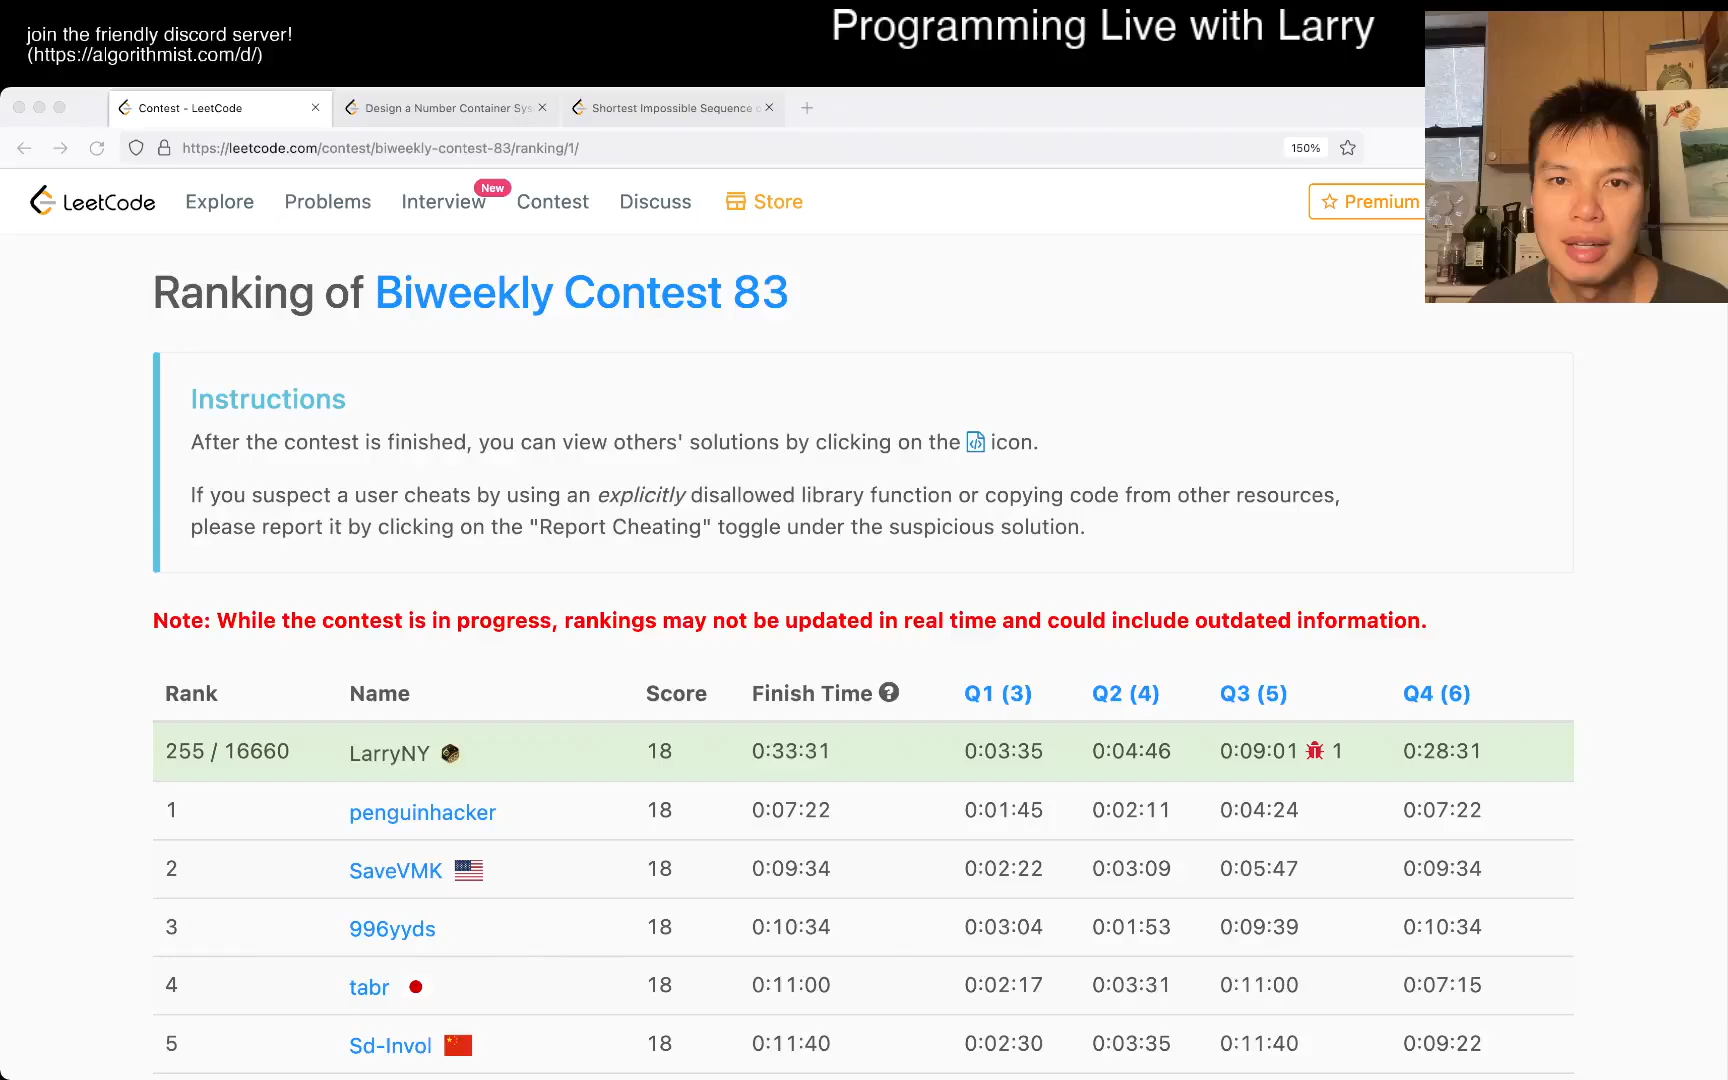 join the friendly discord server!
(https://algorithmist.com/d/)
Programming Live with Larry
Contest - LeetCode
Design a Number Container Sys
Shortest Impossible Sequence o
https://leetcode.com/contest/biweekly-contest-83/ranking/1/
150%
LeetCode
Explore
Problems
Interview
New
Contest
Discuss
Store
Premium
Ranking of Biweekly Contest 83
Instructions
After the contest is finished, you can view others' solutions by clicking on the icon.
If you suspect a user cheats by using an explicitly disallowed library function or copying code from other resources,
please report it by clicking on the "Report Cheating" toggle under the suspicious solution.
Note: While the contest is in progress, rankings may not be updated in real time and could include outdated information.
Rank Name Score Finish Time Q1 (3) Q2 (4) Q3 (5) Q4 (6)
255 / 16660 LarryNY 18 0:33:31 0:03:35 0:04:46 0:09:01 1 0:28:31
1 penguinhacker 18 0:07:22 0:01:45 0:02:11 0:04:24 0:07:22
2 SaveVMK 18 0:09:34 0:02:22 0:03:09 0:05:47 0:09:34
3 996yyds 18 0:10:34 0:03:04 0:01:53 0:09:39 0:10:34
4 tabr 18 0:11:00 0:02:17 0:03:31 0:11:00 0:07:15
5 Sd-Invol 18 0:11:40 0:02:30 0:03:35 0:11:40 0:09:22